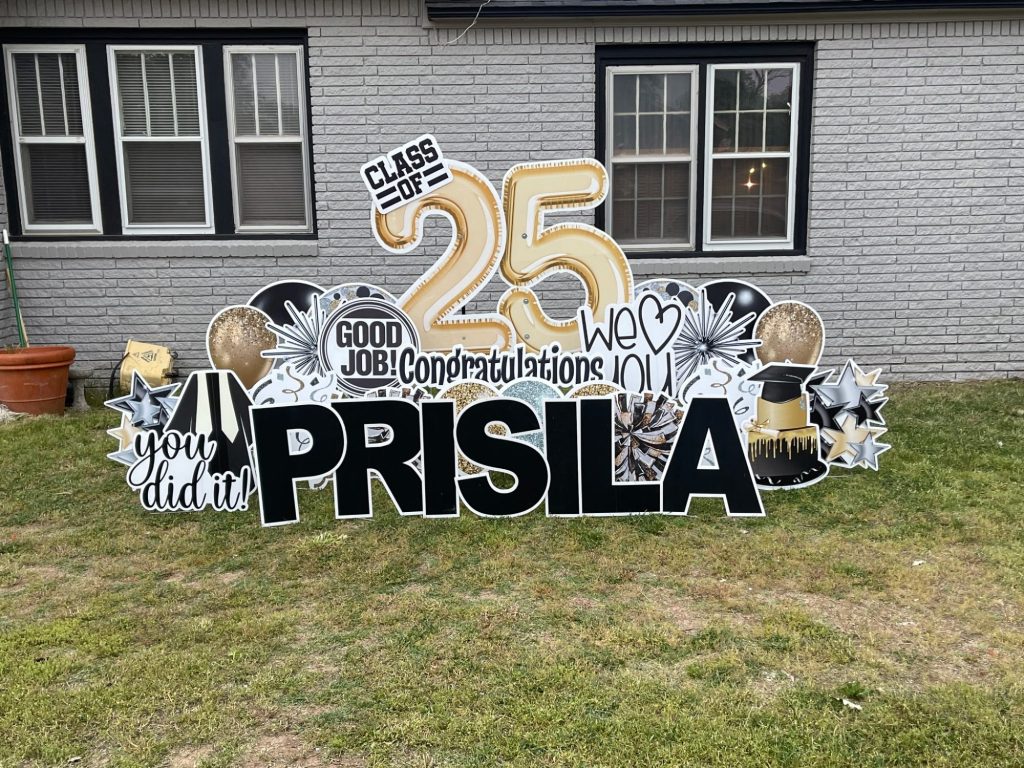 CLASS
OF
25
GOOD
JOB!
Congratulations
We
you
you
did it!
PRISILA